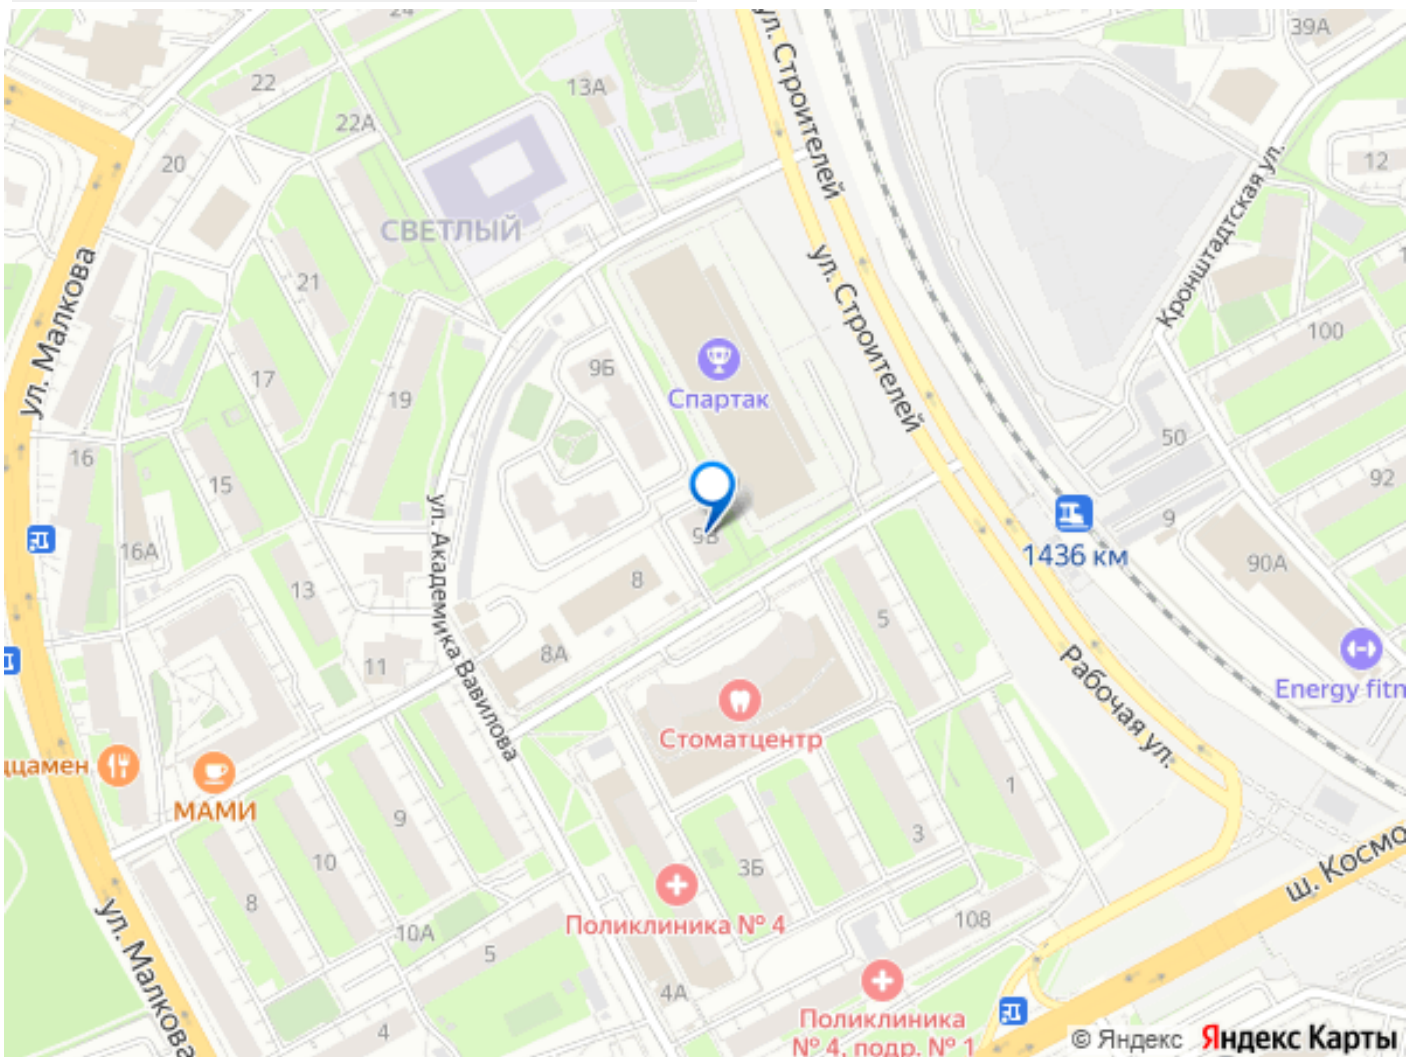 24
39А
22
13А
22А
20
12
СВЕТЛЫЙ
ул. Строителей
ул. Строителей
Кронштадтская ул.
ул. Малкова
21
100
9Б
Спартак
17
19
50
16
15
92
ул. Академика Вавилова
9В
9
16А
1436 км
90А
8
13
5
8А
11
Рабочая ул.
Energy fitn
Стоматцентр
ццамен
МАМИ
1
9
3
10
3Б
ш. Космо
8
Поликлиника № 4
108
10А
5
ул. Малкова
4А
Поликлиника
№ 4, подр. № 1
4
© Яндекс Яндекс Карты